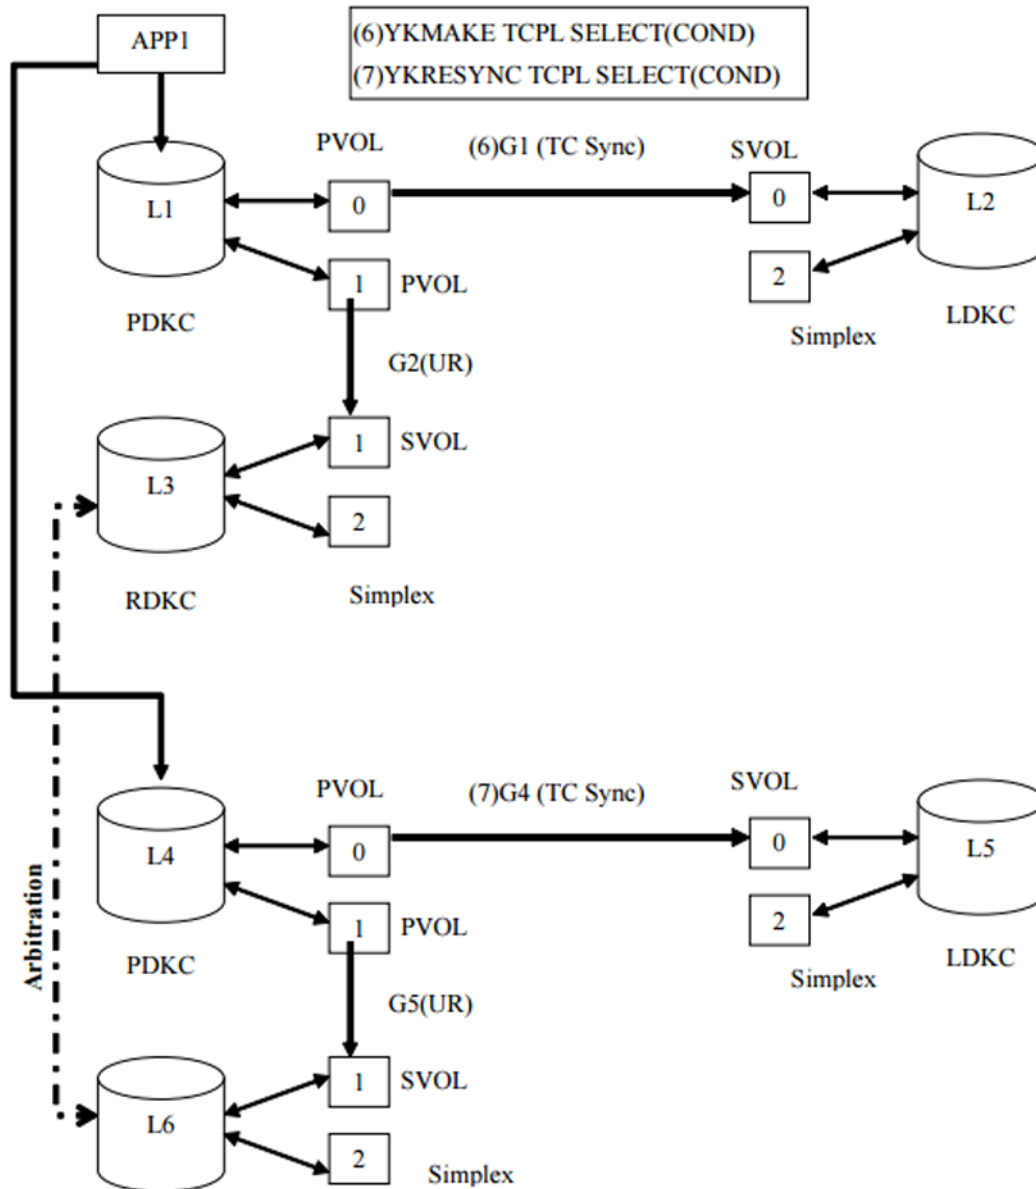 APP1
(6)YKMAKE TCPL SELECT(COND)
(7)YKRESYNC TCPL SELECT(COND)
PVOL
(6)G1 (TC Sync)
SVOL
L1
0
0
L2
1
PVOL
2
PDKC
Simplex
LDKC
G2(UR)
1
SVOL
L3
2
RDKC
Simplex
PVOL
(7)G4 (TC Sync)
SVOL
L4
0
0
L5
1
PVOL
2
Arbitration
PDKC
Simplex
LDKC
G5(UR)
1
SVOL
L6
2
Simplex